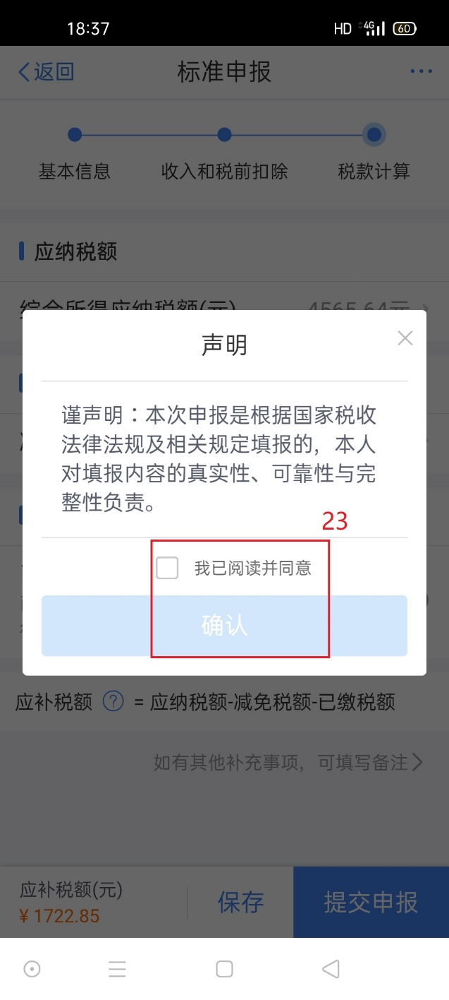 18:37 HD 4G 60
返回 标准申报 ...
基本信息 收入和税前扣除 税款计算
应纳税额
综合所得应纳税额(元) 4565.64元
声明
谨声明：本次申报是根据国家税收
法律法规及相关规定填报的，本人
对填报内容的真实性、可靠性与完
整性负责。
23
我已阅读并同意
确认
应补税额 ? = 应纳税额-减免税额-已缴税额
如有其他补充事项，可填写备注
应补税额(元)
¥ 1722.85
保存 提交申报